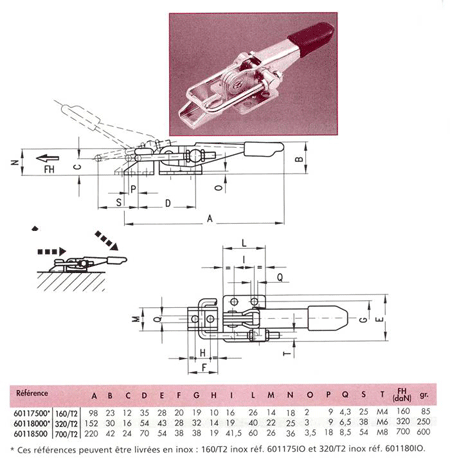 N
FH
C
B
P
O
S
D
A
L
I
Q
M
Q
G
E
H
T
F
Référence A B C D E F G H I L M N O P Q S T FH (daN) gr.
60117500* 160/T2 98 23 12 35 28 20 19 10 16 26 14 18 2 9 4,3 25 M4 160 85
60118000* 320/T2 152 30 16 54 43 28 32 14 19 40 22 25 3 9 6,5 38 M6 320 250
60118500 700/T2 220 42 24 70 54 38 38 19 41,5 60 26 36 3,5 18 8,5 54 M8 700 600
* Ces références peuvent être livrées en inox : 160/T2 inox réf. 601175IO et 320/T2 inox réf. 601180IO.